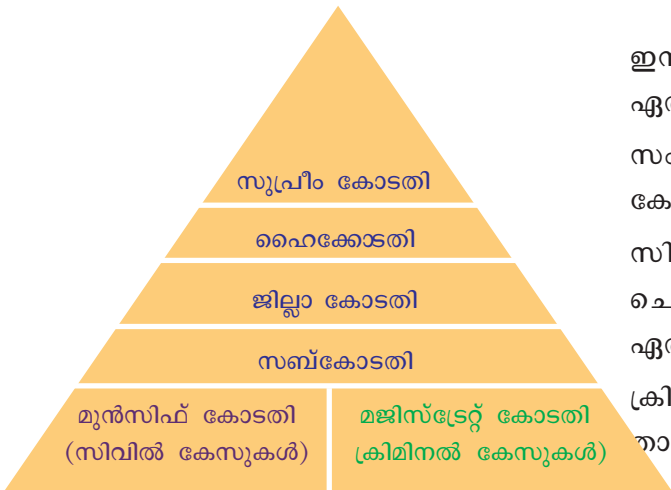 സുപ്രീം കോടതി
ഹൈക്കോടതി
ജില്ലാ കോടതി
സബ്കോടതി
മുൻസിഫ് കോടതി
(സിവിൽ കേസുകൾ)
മജിസ്ട്രേറ്റ് കോടതി
ക്രിമിനൽ കേസുകൾ)